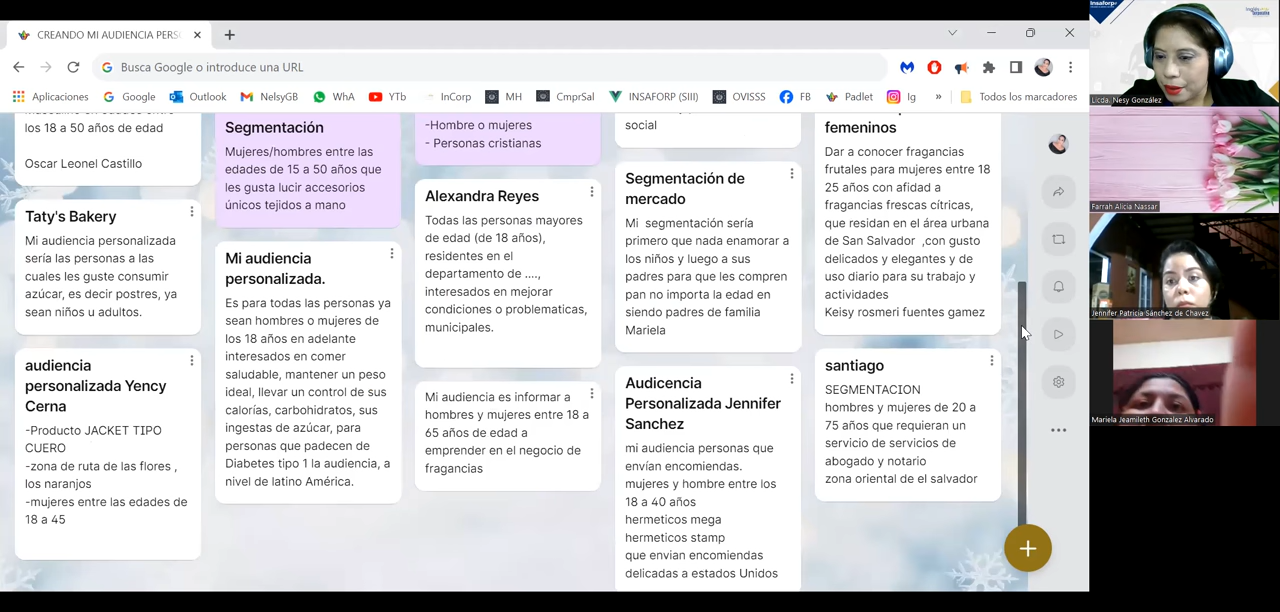 CREANDO MI AUDIENCIA PERS
Busca Google o introduce una URL
Aplicaciones
Google
Outlook
NelsyGB
WhA
YTb
InCorp
MH
CmprSal
INSAFORP (SIII)
OVISSS
FB
Padlet
Ig
»
Todos los marcadores
los 18 a 50 años de edad
Oscar Leonel Castillo
Taty's Bakery
Mi audiencia personalizada
sería las personas a las
cuales les guste consumir
azúcar, es decir postres, ya
sean niños u adultos.
audiencia
personalizada Yency
Cerna
-Producto JACKET TIPO
CUERO
-zona de ruta de las flores ,
los naranjos
-mujeres entre las edades de
18 a 45
Segmentación
Mujeres/hombres entre las
edades de 15 a 50 años que
les gusta lucir accesorios
únicos tejidos a mano
Mi audiencia
personalizada.
Es para todas las personas ya
sean hombres o mujeres de
los 18 años en adelante
interesados en comer
saludable, mantener un peso
ideal, llevar un control de sus
calorías, carbohidratos, sus
ingestas de azúcar, para
personas que padecen de
Diabetes tipo 1 la audiencia, a
nivel de latino América.
-Hombre o mujeres
- Personas cristianas
Alexandra Reyes
Todas las personas mayores
de edad (de 18 años),
residentes en el
departamento de ....,
interesados en mejorar
condiciones o problematicas,
municipales.
Mi audiencia es informar a
hombres y mujeres entre 18 a
65 años de edad a
emprender en el negocio de
fragancias
social
Segmentación de
mercado
Mi segmentación sería
primero que nada enamorar a
los niños y luego a sus
padres para que les compren
pan no importa la edad en
siendo padres de familia
Mariela
Audicencia
Personalizada Jennifer
Sanchez
mi audiencia personas que
envían encomiendas.
mujeres y hombre entre los
18 a 40 años
hermeticos mega
hermeticos stamp
que envian encomiendas
delicadas a estados Unidos
femeninos
Dar a conocer fragancias
frutales para mujeres entre 18
25 años con afidad a
fragancias frescas cítricas,
que residan en el área urbana
de San Salvador ,con gusto
delicados y elegantes y de
uso diario para su trabajo y
actividades
Keisy rosmeri fuentes gamez
santiago
SEGMENTACION
hombres y mujeres de 20 a
75 años que requieran un
servicio de servicios de
abogado y notario
zona oriental de el salvador
Insaforp
Licda. Nesy González
Farrah Alicia Nassar
Jennifer Patricia Sánchez de Chavez
Mariela Jeamileth Gonzalez Alvarado